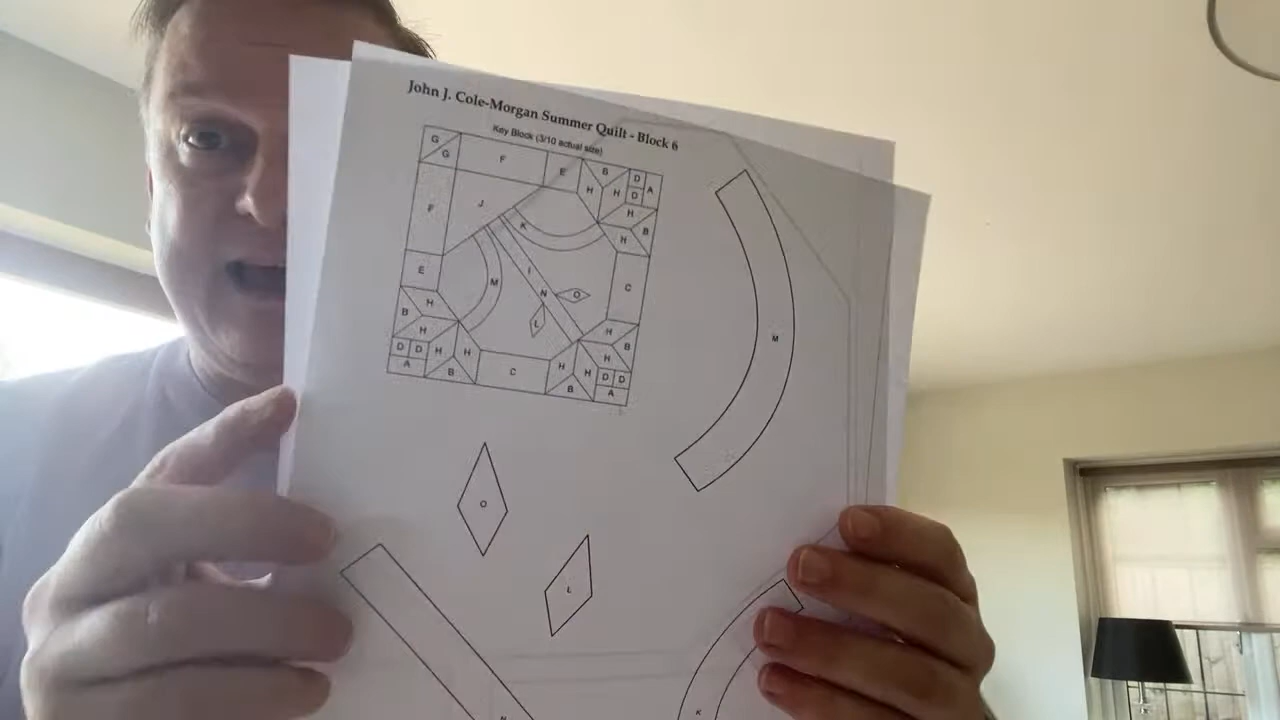 John J. Cole-Morgan Summer Quilt - Block 6
Key Block (3/10 actual size)
G F E B D A
G H H D
F J K H B
H
E M I N O C
B H L H
H B
D D H H C H H H D D
A B B A
M
O
L
N
K